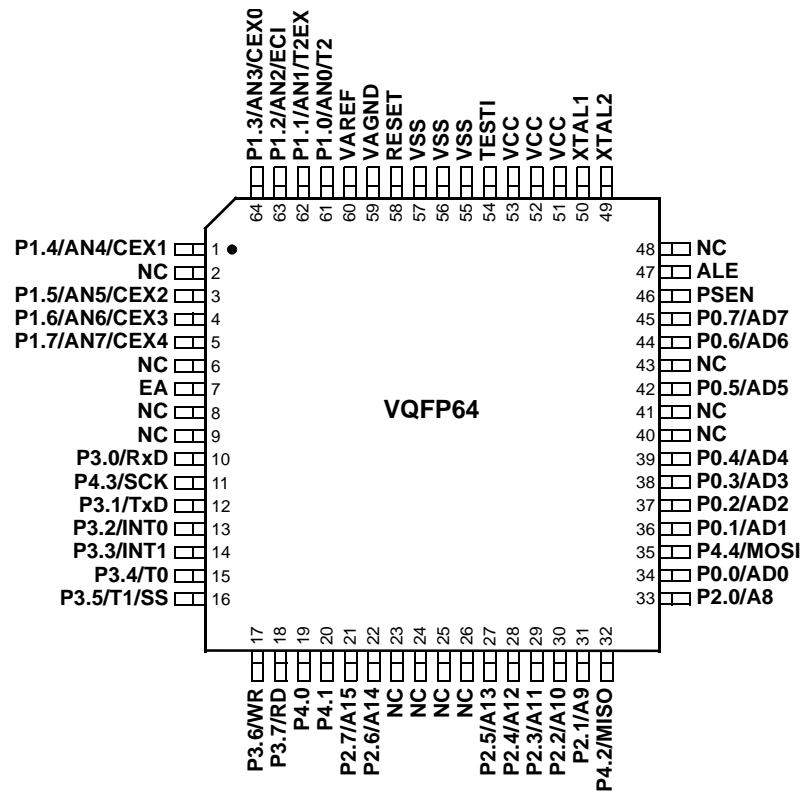 P1.3/AN3/CEX0
P1.2/AN2/ECI
P1.1/AN1/T2EX
P1.0/AN0/T2
VAREF
VAGND
RESET
VSS
VSS
VSS
TESTI
VCC
VCC
VCC
XTAL1
XTAL2
64 63 62 61 60 59 58 57 56 55 54 53 52 51 50 49
P1.4/AN4/CEX1 1
NC 2
P1.5/AN5/CEX2 3
P1.6/AN6/CEX3 4
P1.7/AN7/CEX4 5
NC 6
EA 7
NC 8
NC 9
P3.0/RxD 10
P4.3/SCK 11
P3.1/TxD 12
P3.2/INT0 13
P3.3/INT1 14
P3.4/T0 15
P3.5/T1/SS 16
VQFP64
48 NC
47 ALE
46 PSEN
45 P0.7/AD7
44 P0.6/AD6
43 NC
42 P0.5/AD5
41 NC
40 NC
39 P0.4/AD4
38 P0.3/AD3
37 P0.2/AD2
36 P0.1/AD1
35 P4.4/MOSI
34 P0.0/AD0
33 P2.0/A8
17 18 19 20 21 22 23 24 25 26 27 28 29 30 31 32
P3.6/WR
P3.7/RD
P4.0
P4.1
P2.7/A15
P2.6/A14
NC
NC
NC
NC
P2.5/A13
P2.4/A12
P2.3/A11
P2.2/A10
P2.1/A9
P4.2/MISO